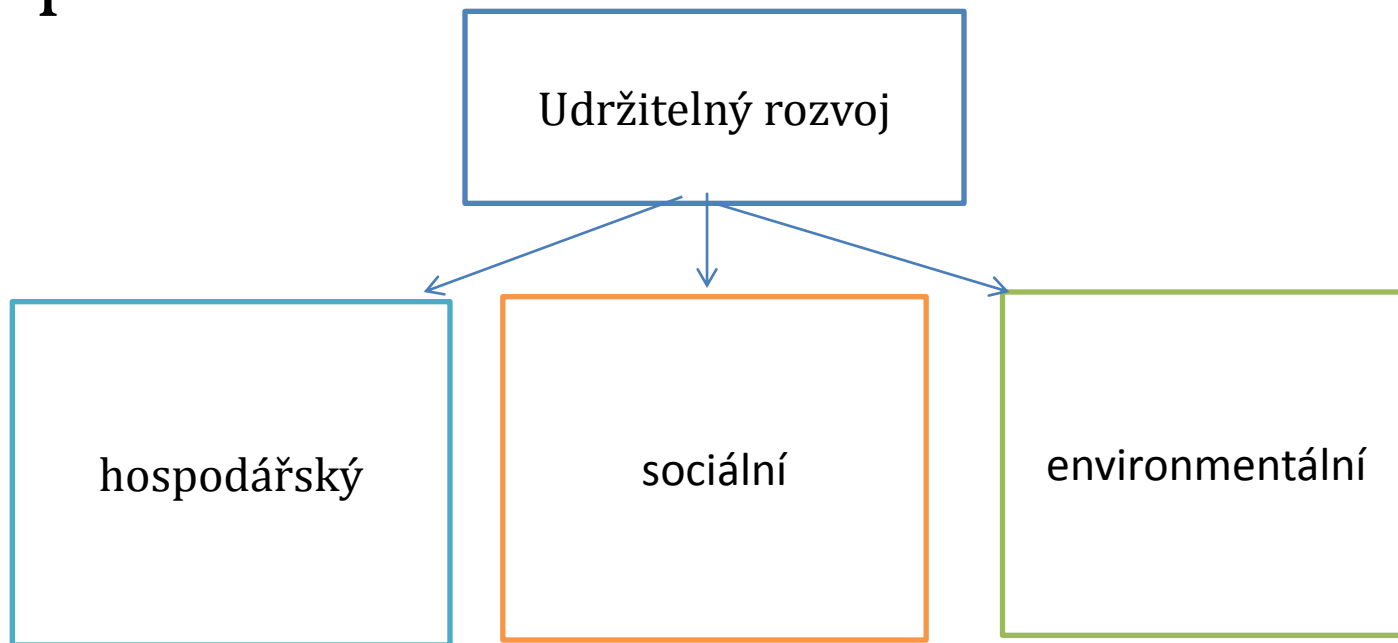 Udržitelný rozvoj
hospodářský
sociální
environmentální